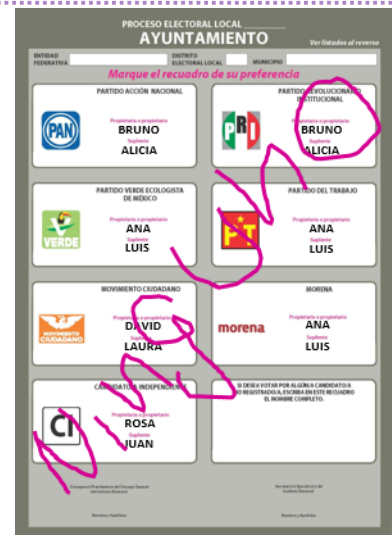 PROCESO ELECTORAL LOCAL
AYUNTAMIENTO
Ver listados al reverso
ENTIDAD FEDERATIVA
DISTRITO ELECTORAL LOCAL
MUNICIPIO
Marque el recuadro de su preferencia
PARTIDO ACCIÓN NACIONAL
PAN
Propietaria o propietario
BRUNO
Suplente
ALICIA
PARTIDO REVOLUCIONARIO
INSTITUCIONAL
PRI
Propietaria o propietario
BRUNO
Suplente
ALICIA
PARTIDO VERDE ECOLOGISTA
DE MÉXICO
VERDE
Propietaria o propietario
ANA
Suplente
LUIS
PARTIDO DEL TRABAJO
PT
Propietaria o propietario
ANA
Suplente
LUIS
MOVIMIENTO CIUDADANO
MOVIMIENTO
CIUDADANO
Propietaria o propietario
DAVID
Suplente
LAURA
MORENA
morena
Propietaria o propietario
ANA
Suplente
LUIS
CANDIDATO/A INDEPENDIENTE
CI
Propietaria o propietario
ROSA
Suplente
JUAN
SI DESEA VOTAR POR ALGÚN/A CANDIDATO/A
NO REGISTRADO/A, ESCRIBA EN ESTE RECUADRO
EL NOMBRE COMPLETO.
Nombre y Apellidos
Nombre y Apellidos
Ningún